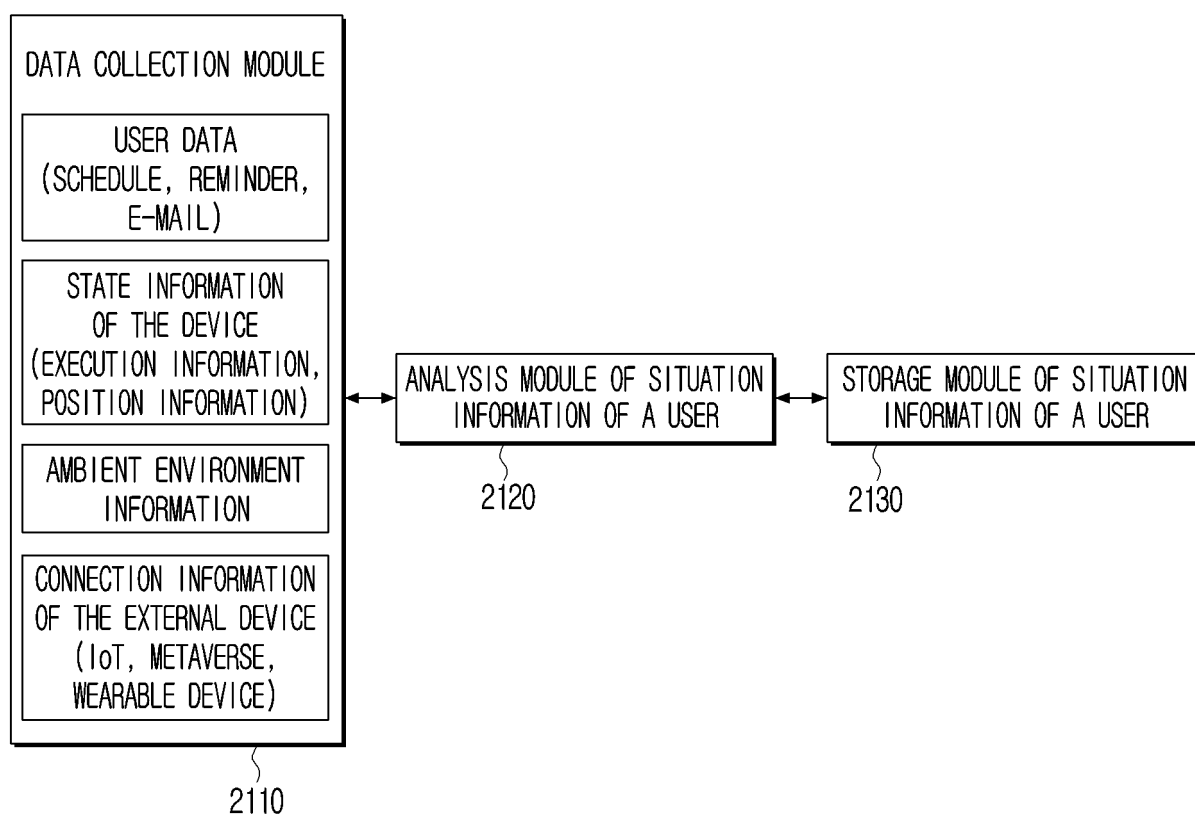 DATA COLLECTION MODULE
USER DATA
(SCHEDULE, REMINDER,
E-MAIL)
STATE INFORMATION
OF THE DEVICE
(EXECUTION INFORMATION,
POSITION INFORMATION)
AMBIENT ENVIRONMENT
INFORMATION
CONNECTION INFORMATION
OF THE EXTERNAL DEVICE
(IoT, METAVERSE,
WEARABLE DEVICE)
2110
ANALYSIS MODULE OF SITUATION
INFORMATION OF A USER
2120
STORAGE MODULE OF SITUATION
INFORMATION OF A USER
2130